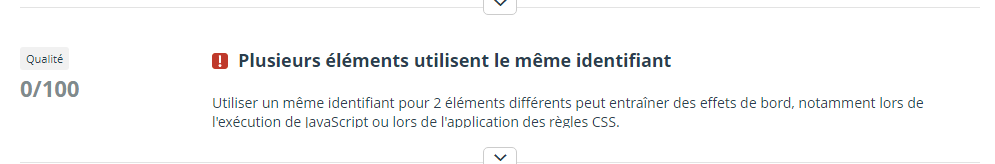 Qualité
0/100
Plusieurs éléments utilisent le même identifiant
Utiliser un même identifiant pour 2 éléments différents peut entraîner des effets de bord, notamment lors de
l'exécution de JavaScript ou lors de l'application des règles CSS.